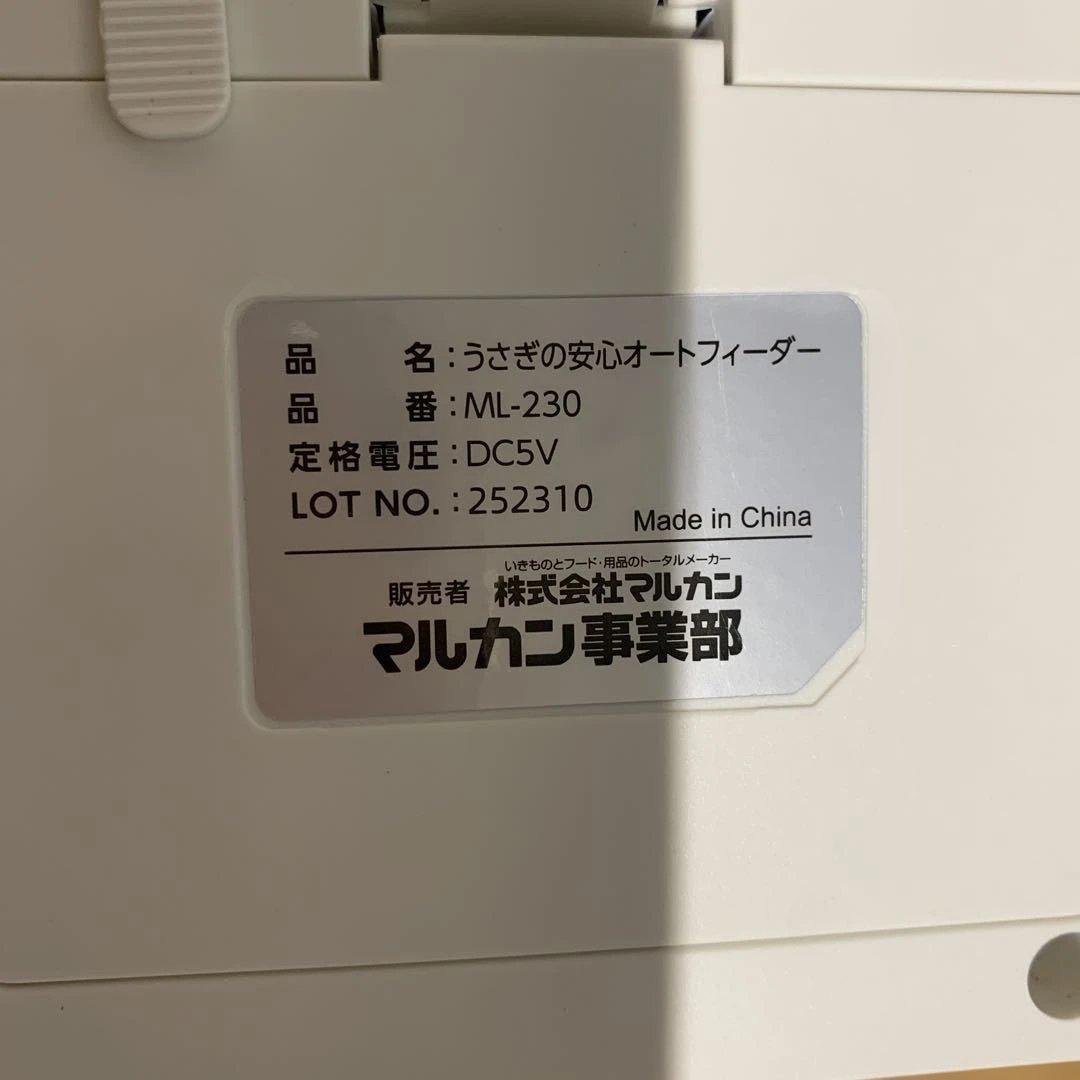 品名：うさぎの安心オートフィーダー
品番：ML-230
定格電圧：DC5V
LOT NO.：252310
Made in China
いきものとフード・用品のトータルメーカー
販売者 株式会社マルカン
マルカン事業部